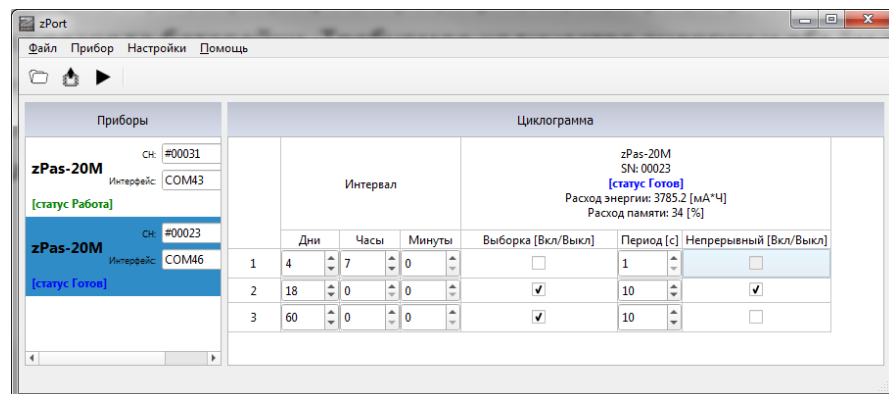 zPort
Файл Прибор Настройки Помощь
Приборы
Циклограмма
zPas-20M
СН: #00031
Интерфейс: COM43
[статус Работа]
zPas-20M
СН: #00023
Интерфейс: COM46
[статус Готов]
Интервал
zPas-20M
SN: 00023
[статус Готов]
Расход энергии: 3785.2 [мА*Ч]
Расход памяти: 34 [%]
Дни Часы Минуты Выборка [Вкл/Выкл] Период [с] Непрерывный [Вкл/Выкл]
1 4 7 0 1
2 18 0 0 10
3 60 0 0 10